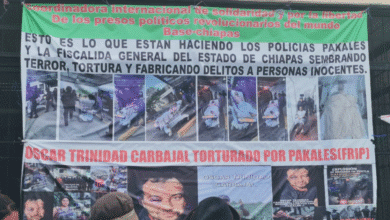 Coordinadora internacional de solidaridad y por la libertad
De los presos politicos revolucionarios del mundo
Base chiapas
ESTO ES LO QUE ESTAN HACIENDO LOS POLICIAS PAKALES
Y LA FISCALIDA GENERAL DEL ESTADO DE CHIAPAS SEMBRANDO
TERROR, TORTURA Y FABRICANDO DELITOS A PERSONAS INOCENTES.
OSCAR TRINIDAD CARBAJAL TORTURADO POR PAKALES(FRIP)